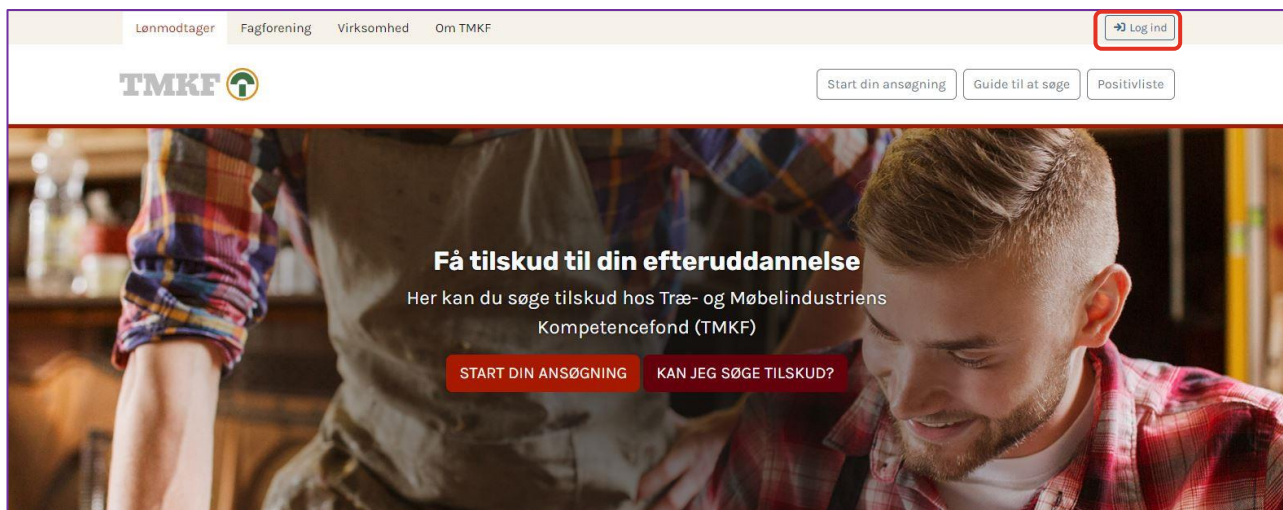 Lønmodtager Fagforening Virksomhed Om TMKF Log ind
TMKF Start din ansøgning Guide til at søge Positivliste
Få tilskud til din efteruddannelse
Her kan du søge tilskud hos Træ- og Møbelindustriens
Kompetencefond (TMKF)
START DIN ANSØGNING KAN JEG SØGE TILSKUD?